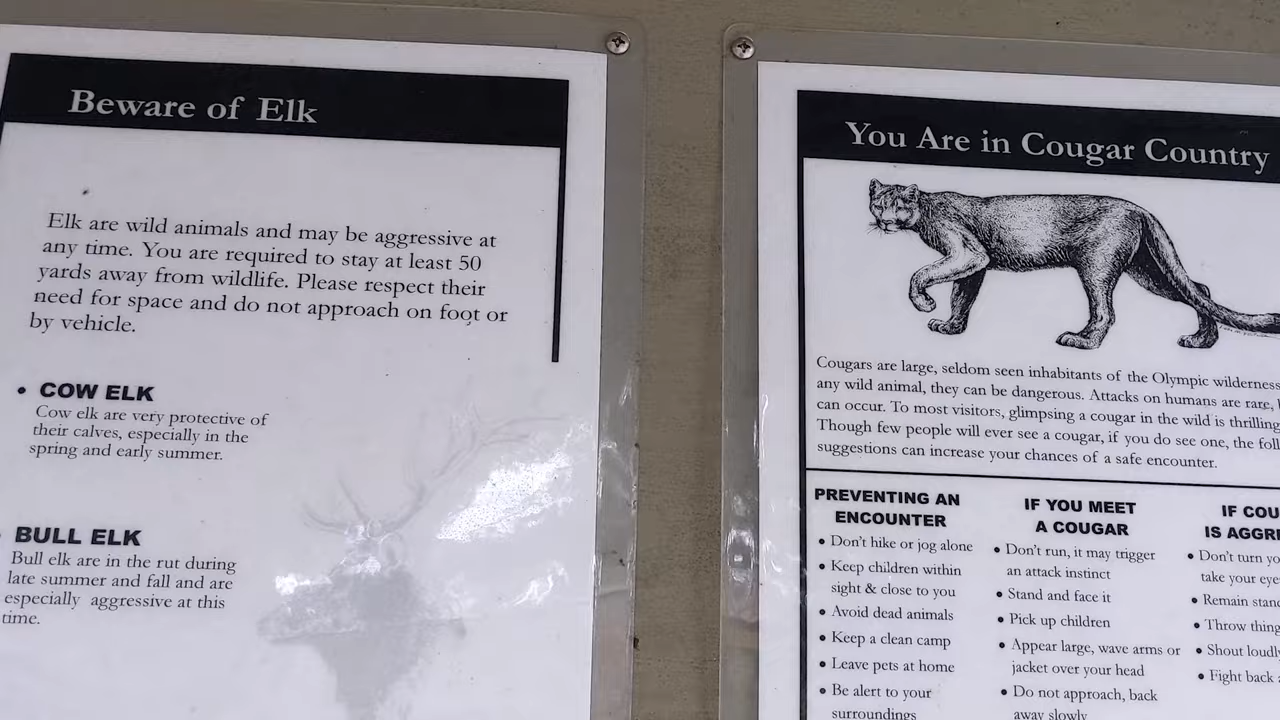 Beware of Elk
Elk are wild animals and may be aggressive at
any time. You are required to stay at least 50
yards away from wildlife. Please respect their
need for space and do not approach on foot or
by vehicle.
• COW ELK
Cow elk are very protective of
their calves, especially in the
spring and early summer.
BULL ELK
Bull elk are in the rut during
late summer and fall and are
especially aggressive at this
time.
You Are in Cougar Country
Cougars are large, seldom seen inhabitants of the Olympic wilderness
any wild animal, they can be dangerous. Attacks on humans are rare,
can occur. To most visitors, glimpsing a cougar in the wild is thrilling
Though few people will ever see a cougar, if you do see one, the
suggestions can increase your chances of a safe encounter.
PREVENTING AN
ENCOUNTER
• Don't hike or jog alone
• Keep children within
sight & close to you
• Avoid dead animals
• Keep a clean camp
• Leave pets at home
• Be alert to your
surroundings
IF YOU MEET
A COUGAR
• Don't run, it may trigger
an attack instinct
• Stand and face it
• Pick up children
• Appear large, wave arms or
jacket over your head
• Do not approach, back
away slowly
IF
IS
• Don't turn
take your
• Remain
• Throw
• Shout
• Fight back